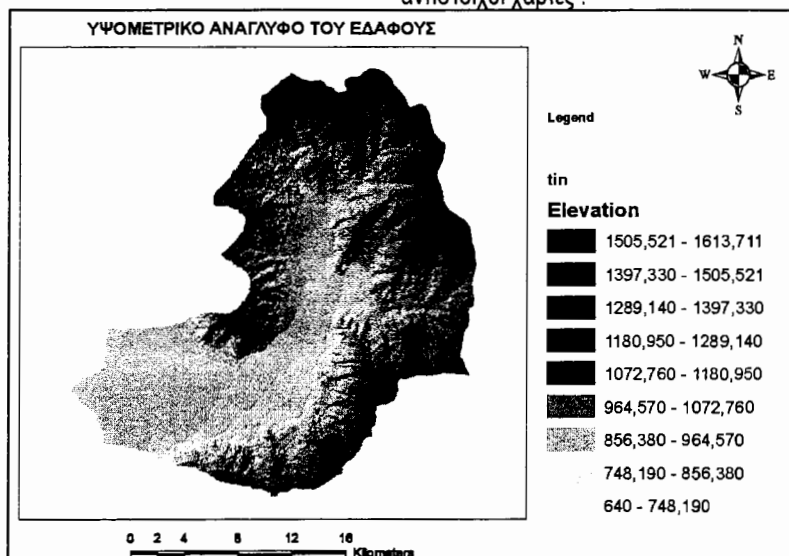 αντίστοιχοι χάρτες :
ΥΨΟΜΕΤΡΙΚΟ ΑΝΑΓΛΥΦΟ ΤΟΥ ΕΔΑΦΟΥΣ
N
W E
S
Legend
tin
Elevation
1505,521 - 1613,711
1397,330 - 1505,521
1289,140 - 1397,330
1180,950 - 1289,140
1072,760 - 1180,950
964,570 - 1072,760
856,380 - 964,570
748,190 - 856,380
640 - 748,190
0 2 4 8 12 16
Kilometers